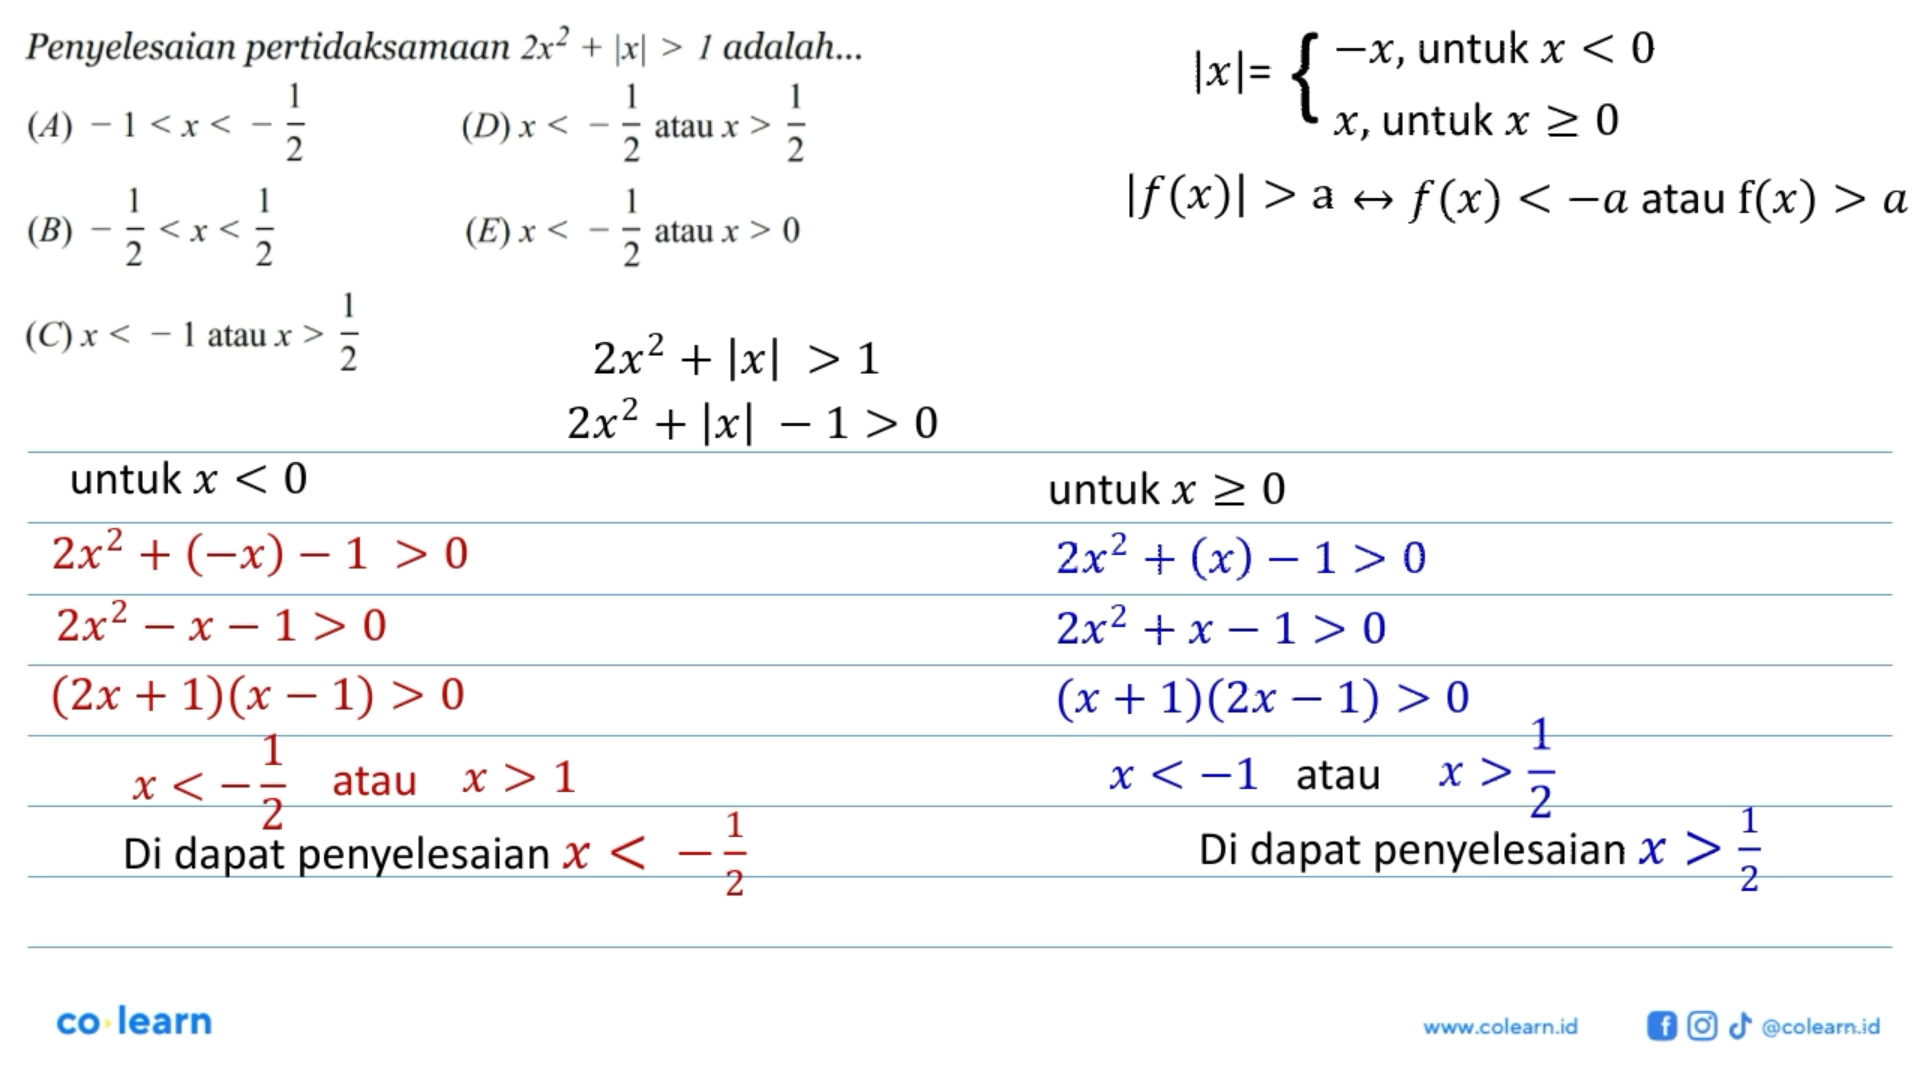 Penyelesaian pertidaksamaan 2x² + |x| > 1 adalah...
(A) − 1 < x < − 1/2
(D) x < − 1/2 atau x > 1/2
(B) − 1/2 < x < 1/2
(E) x < − 1/2 atau x > 0
(C) x < − 1 atau x > 1/2
|x|= { −x, untuk x < 0
x, untuk x ≥ 0
|f(x)| > a ↔ f(x) < −a atau f(x) > a
2x² + |x| > 1
2x² + |x| − 1 > 0
untuk x < 0
2x² + (−x) − 1 > 0
2x² − x − 1 > 0
(2x + 1)(x − 1) > 0
x < −1/2 atau x > 1
Di dapat penyelesaian x < −1/2
untuk x ≥ 0
2x² + (x) − 1 > 0
2x² + x − 1 > 0
(x + 1)(2x − 1) > 0
x < −1 atau x > 1/2
Di dapat penyelesaian x > 1/2
co learn
www.colearn.id
@colearn.id